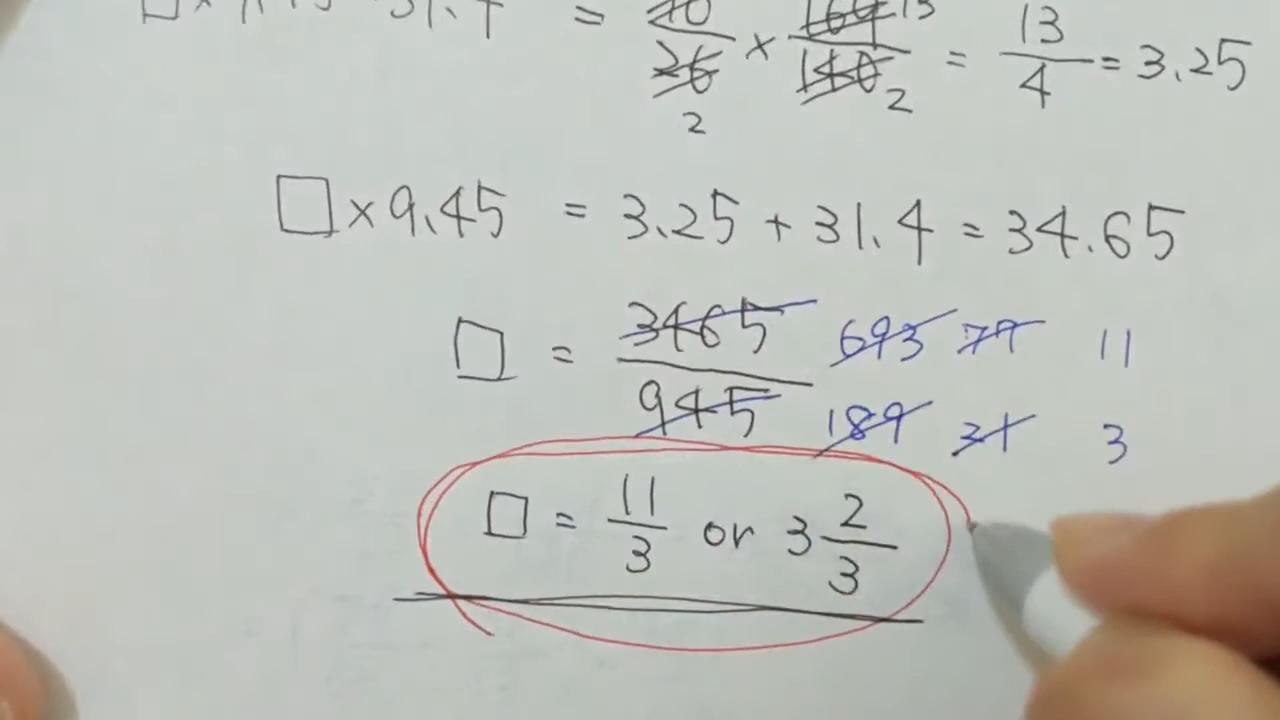 = × 13 = 13/4 = 3.25
2 2
□ × 9.45 = 3.25 + 31.4 = 34.65
□ = 3465/945 693/189 77/21 11/3
□ = 11/3 or 3 2/3